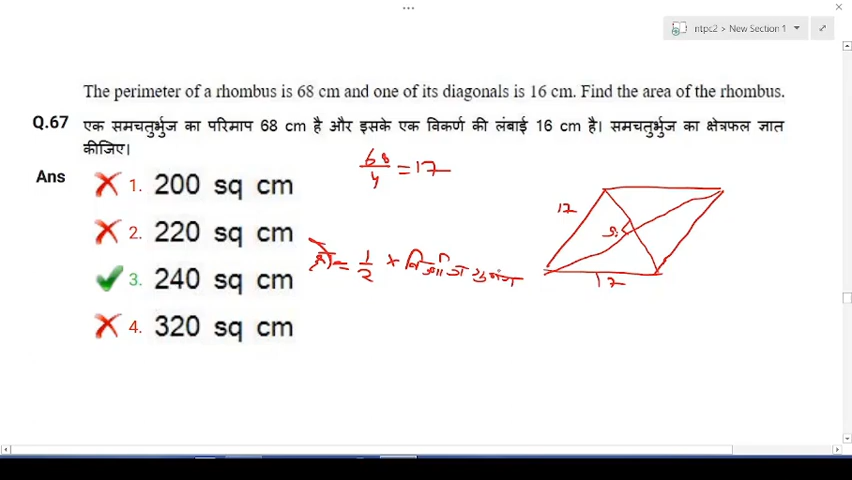 ntpc2 > New Section 1
The perimeter of a rhombus is 68 cm and one of its diagonals is 16 cm. Find the area of the rhombus.
Q.67 एक समचतुर्भुज का परिमाप 68 cm है और इसके एक विकर्ण की लंबाई 16 cm है। समचतुर्भुज का क्षेत्रफल ज्ञात
कीजिए।
Ans
1. 200 sq cm
2. 220 sq cm
3. 240 sq cm
4. 320 sq cm
68/4 = 17
= 1/2 ×
17
17